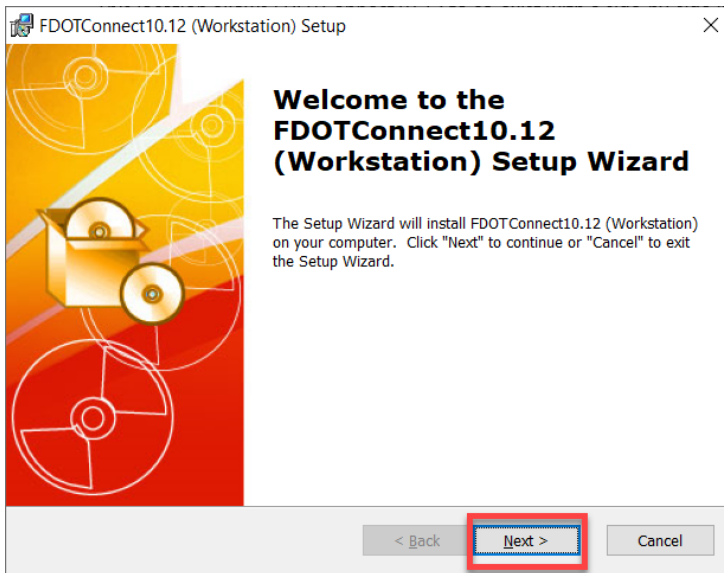 FDOTConnect10.12 (Workstation) Setup
Welcome to the
FDOTConnect10.12
(Workstation) Setup Wizard
The Setup Wizard will install FDOTConnect10.12 (Workstation)
on your computer. Click "Next" to continue or "Cancel" to exit
the Setup Wizard.
< Back
Next >
Cancel